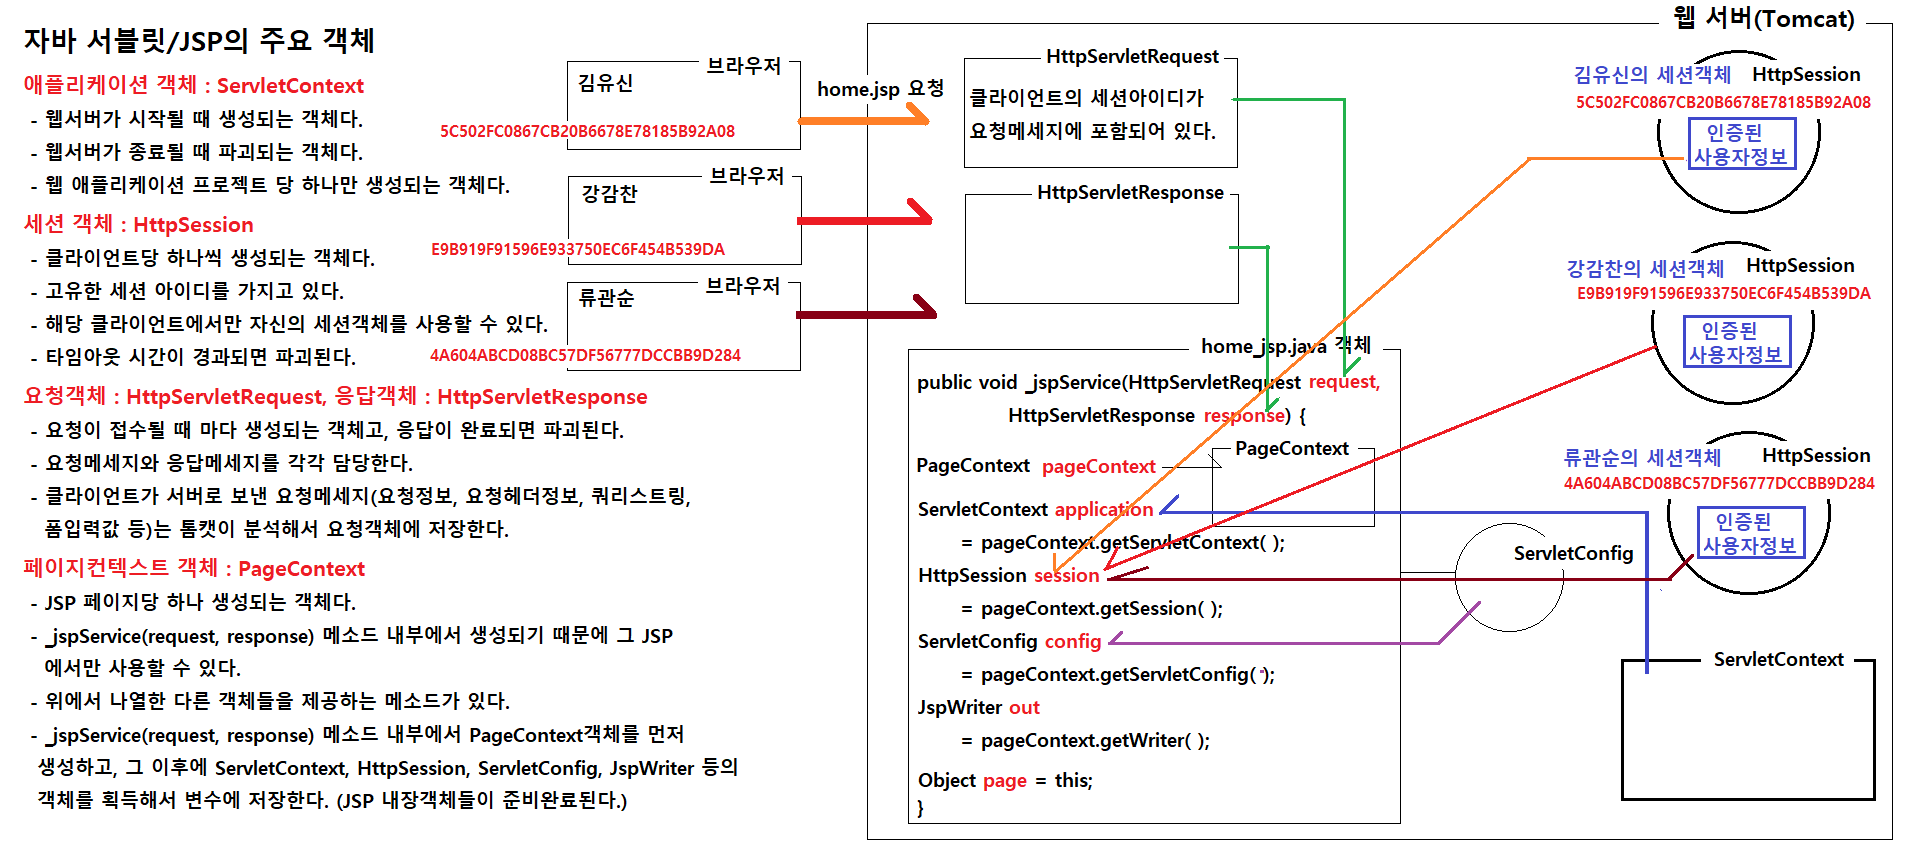 자바 서블릿/JSP의 주요 객체
애플리케이션 객체 : ServletContext
- 웹서버가 시작될 때 생성되는 객체다.
- 웹서버가 종료될 때 파괴되는 객체다.
- 웹 애플리케이션 프로젝트 당 하나만 생성되는 객체다.
세션 객체 : HttpSession
- 클라이언트당 하나씩 생성되는 객체다.
- 고유한 세션 아이디를 가지고 있다.
- 해당 클라이언트에서만 자신의 세션객체를 사용할 수 있다.
- 타임아웃 시간이 경과되면 파괴된다.
요청객체 : HttpServletRequest, 응답객체 : HttpServletResponse
- 요청이 접수될 때 마다 생성되는 객체고, 응답이 완료되면 파괴된다.
- 요청메세지와 응답메세지를 각각 담당한다.
- 클라이언트가 서버로 보낸 요청메세지(요청정보, 요청헤더정보, 쿼리스트링,
폼입력값 등)는 톰캣이 분석해서 요청객체에 저장한다.
페이지컨텍스트 객체 : PageContext
- JSP 페이지당 하나 생성되는 객체다.
- _jspService(request, response) 메소드 내부에서 생성되기 때문에 그 JSP
에서만 사용할 수 있다.
- 위에서 나열한 다른 객체들을 제공하는 메소드가 있다.
- _jspService(request, response) 메소드 내부에서 PageContext객체를 먼저
생성하고, 그 이후에 ServletContext, HttpSession, ServletConfig, JspWriter 등의
객체를 획득해서 변수에 저장한다. (JSP 내장객체들이 준비완료된다.)
브라우저
김유신
5C502FC0867CB20B6678E78185B92A08
브라우저
강감찬
E9B919F91596E933750EC6F454B539DA
브라우저
류관순
4A604ABCD08BC57DF56777DCCBB9D284
home.jsp 요청
웹 서버(Tomcat)
HttpServletRequest
클라이언트의 세션아이디가
요청메세지에 포함되어 있다.
HttpServletResponse
home_jsp.java 객체
public void _jspService(HttpServletRequest request,
HttpServletResponse response) {
PageContext
PageContext pageContext
ServletContext application
= pageContext.getServletContext( );
HttpSession session
= pageContext.getSession( );
ServletConfig config
= pageContext.getServletConfig( );
JspWriter out
= pageContext.getWriter( );
Object page = this;
}
김유신의 세션객체 HttpSession
5C502FC0867CB20B6678E78185B92A08
인증된
사용자정보
강감찬의 세션객체 HttpSession
E9B919F91596E933750EC6F454B539DA
인증된
사용자정보
류관순의 세션객체 HttpSession
4A604ABCD08BC57DF56777DCCBB9D284
인증된
사용자정보
ServletConfig
ServletContext